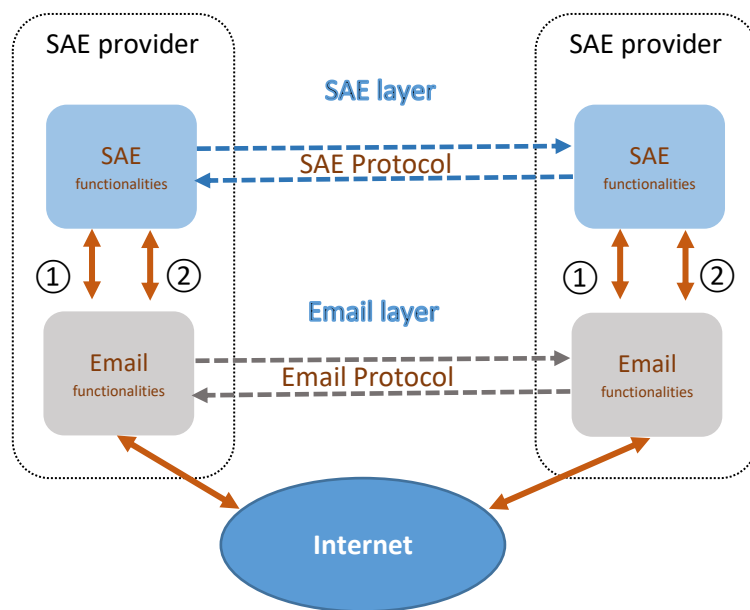 SAE provider
SAE provider
SAE layer
SAE
functionalities
SAE Protocol
SAE
functionalities
① ② ① ②
Email layer
Email
functionalities
Email Protocol
Email
functionalities
Internet